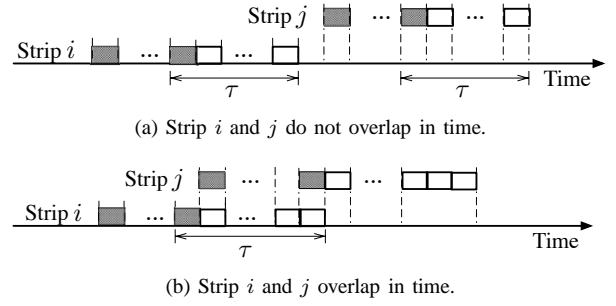 Strip j ... ...
Strip i ... ...
τ τ Time
(a) Strip i and j do not overlap in time.
Strip j ... ...
Strip i ... ...
τ Time
(b) Strip i and j overlap in time.